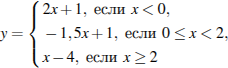 y = { 2x + 1, если x < 0,
− 1,5x + 1, если 0 ≤ x < 2,
x − 4, если x ≥ 2